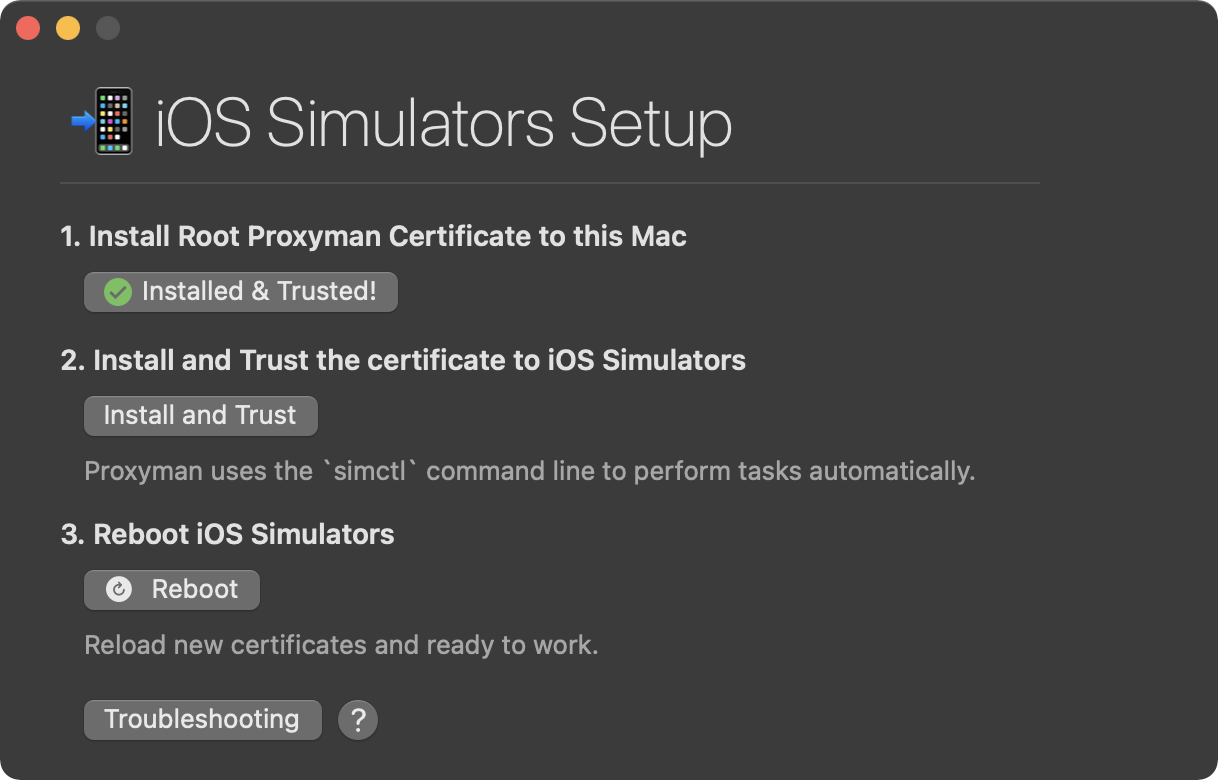 iOS Simulators Setup
1. Install Root Proxyman Certificate to this Mac
Installed & Trusted!
2. Install and Trust the certificate to iOS Simulators
Install and Trust
Proxyman uses the `simctl` command line to perform tasks automatically.
3. Reboot iOS Simulators
Reboot
Reload new certificates and ready to work.
Troubleshooting ?